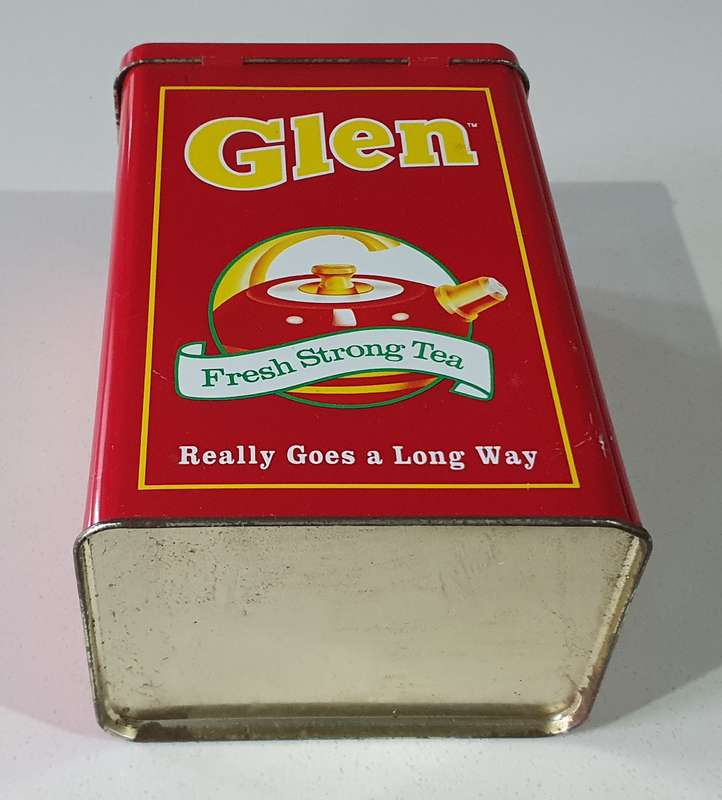 Glen™
Fresh Strong Tea
Really Goes a Long Way